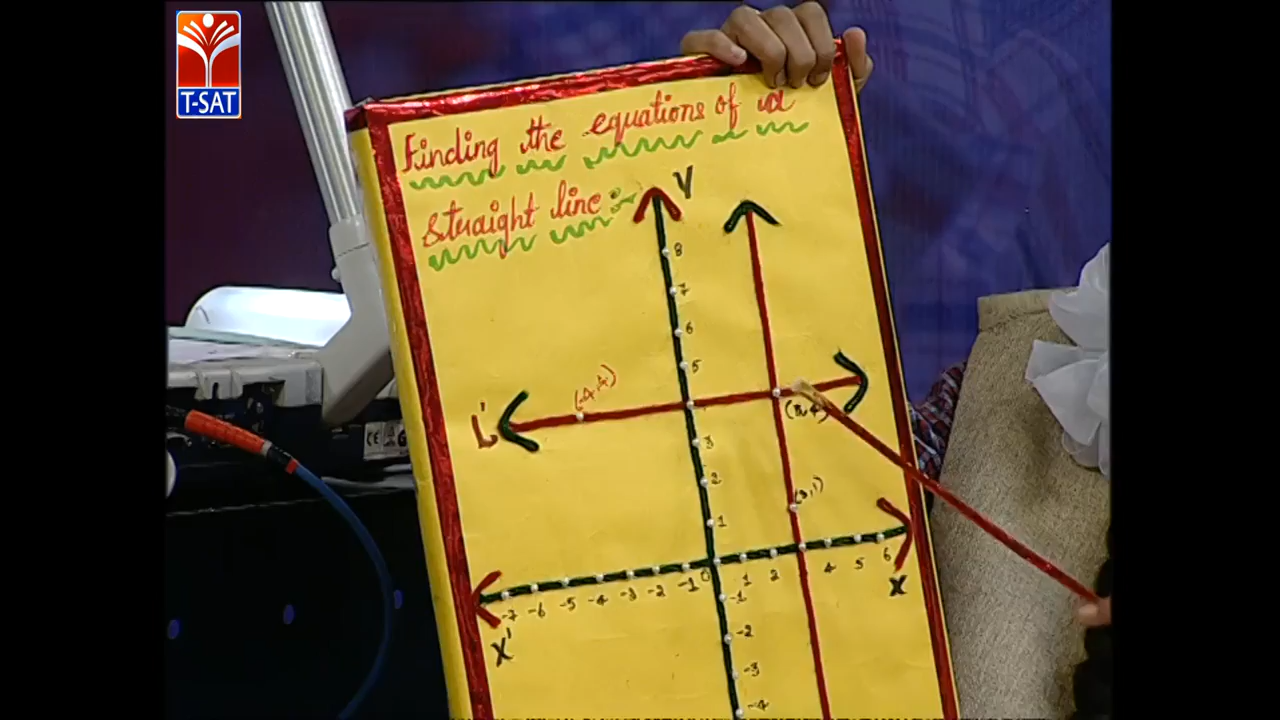 T-SAT
Finding the equations of a
straight line:-
Y
8
7
6
5
(-4,4)
L'
(3,4)
3
2
(3,1)
1
0 1 2 4 5 6
X
-7 -6 -5 -4 -3 -2 -1
X'
-1
-2
-3
-4
CE